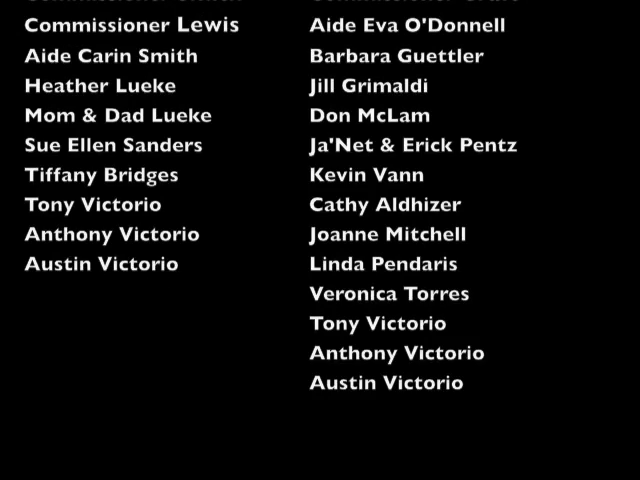 Commissioner Lewis
Aide Carin Smith
Heather Lueke
Mom & Dad Lueke
Sue Ellen Sanders
Tiffany Bridges
Tony Victorio
Anthony Victorio
Austin Victorio
Aide Eva O'Donnell
Barbara Guettler
Jill Grimaldi
Don McLam
Ja'Net & Erick Pentz
Kevin Vann
Cathy Aldhizer
Joanne Mitchell
Linda Pendaris
Veronica Torres
Tony Victorio
Anthony Victorio
Austin Victorio